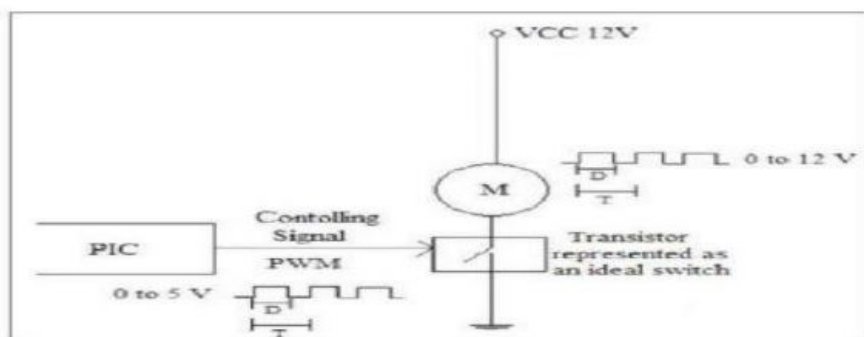 VCC 12V
0 to 12 V
D
T
M
Contolling
Signal
PWM
PIC
Transistor
represented as
an ideal switch
0 to 5 V
D
T